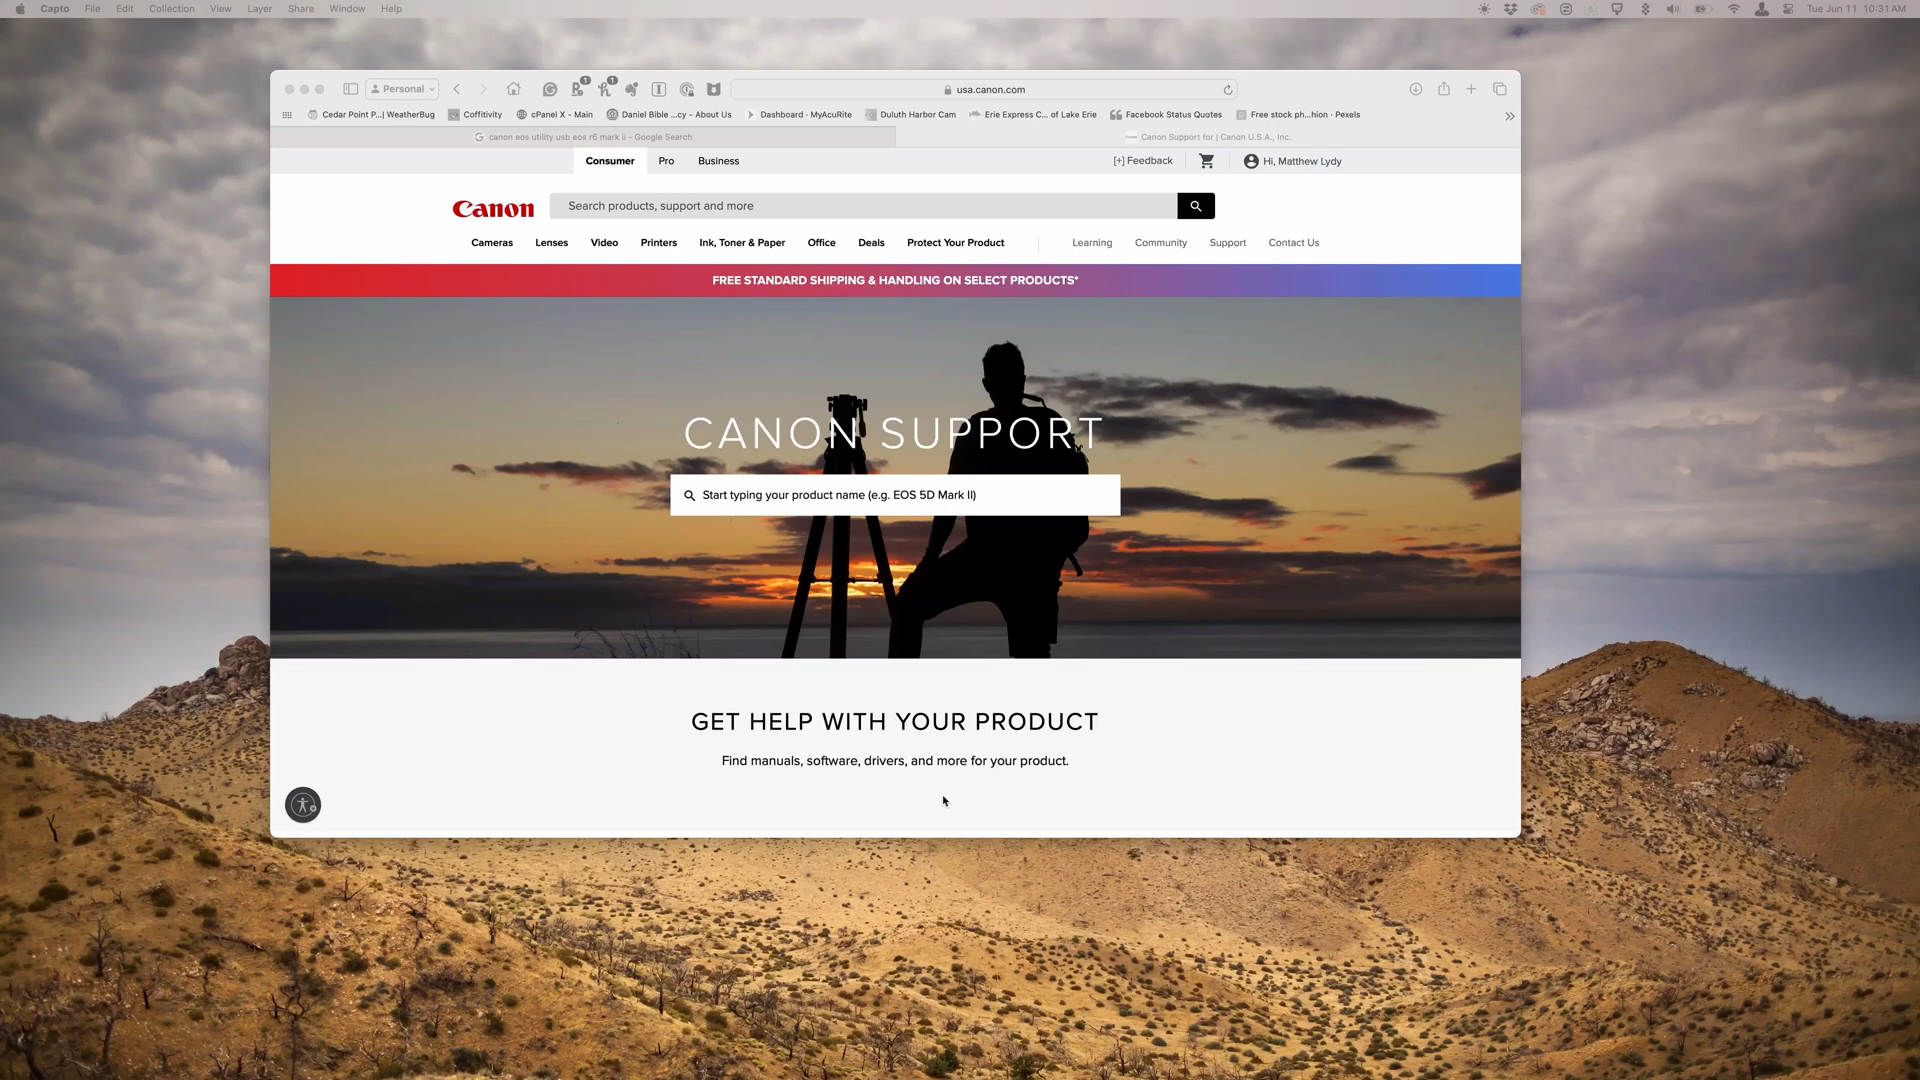 Capto File Edit Collection View Layer Share Window Help
Tue Jun 11 10:31 AM
Personal
1
1
usa.canon.com
Cedar Point P...| WeatherBug Coffitivity cPanel X - Main Daniel Bible ...cy - About Us Dashboard · MyAcuRite Duluth Harbor Cam Erie Express C... of Lake Erie Facebook Status Quotes Free stock ph...hion · Pexels
canon eos utility usb eos r6 mark ii - Google Search
Canon Support for | Canon U.S.A., Inc.
Consumer Pro Business
[+] Feedback Hi, Matthew Lydy
Canon
Search products, support and more
Cameras Lenses Video Printers Ink, Toner & Paper Office Deals Protect Your Product Learning Community Support Contact Us
FREE STANDARD SHIPPING & HANDLING ON SELECT PRODUCTS*
CANON SUPPORT
Start typing your product name (e.g. EOS 5D Mark II)
GET HELP WITH YOUR PRODUCT
Find manuals, software, drivers, and more for your product.